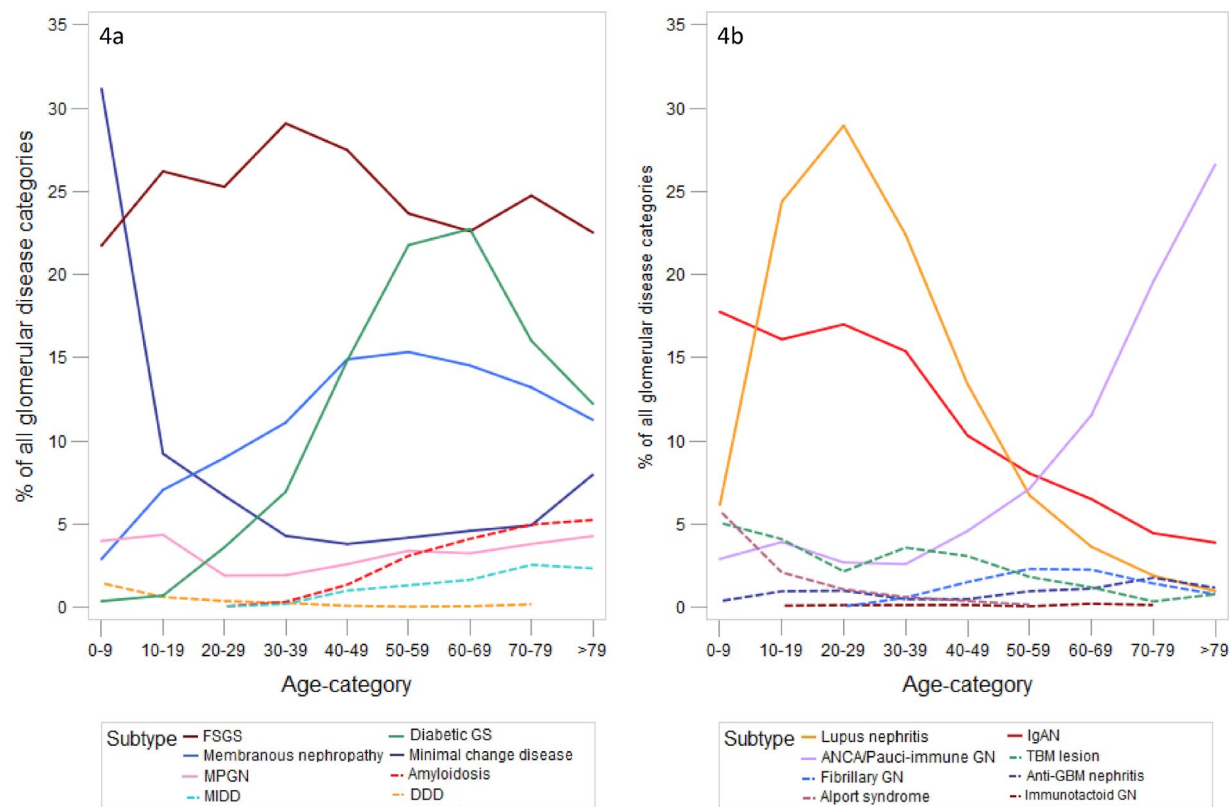 4a
% of all glomerular disease categories
35
30
25
20
15
10
5
0
0-9 10-19 20-29 30-39 40-49 50-59 60-69 70-79 >79
Age-category
Subtype
FSGS Diabetic GS
Membranous nephropathy Minimal change disease
MPGN Amyloidosis
MIDD DDD
4b
% of all glomerular disease categories
35
30
25
20
15
10
5
0
0-9 10-19 20-29 30-39 40-49 50-59 60-69 70-79 >79
Age-category
Subtype
Lupus nephritis IgAN
ANCA/Pauci-immune GN TBM lesion
Fibrillary GN Anti-GBM nephritis
Alport syndrome Immunotactoid GN